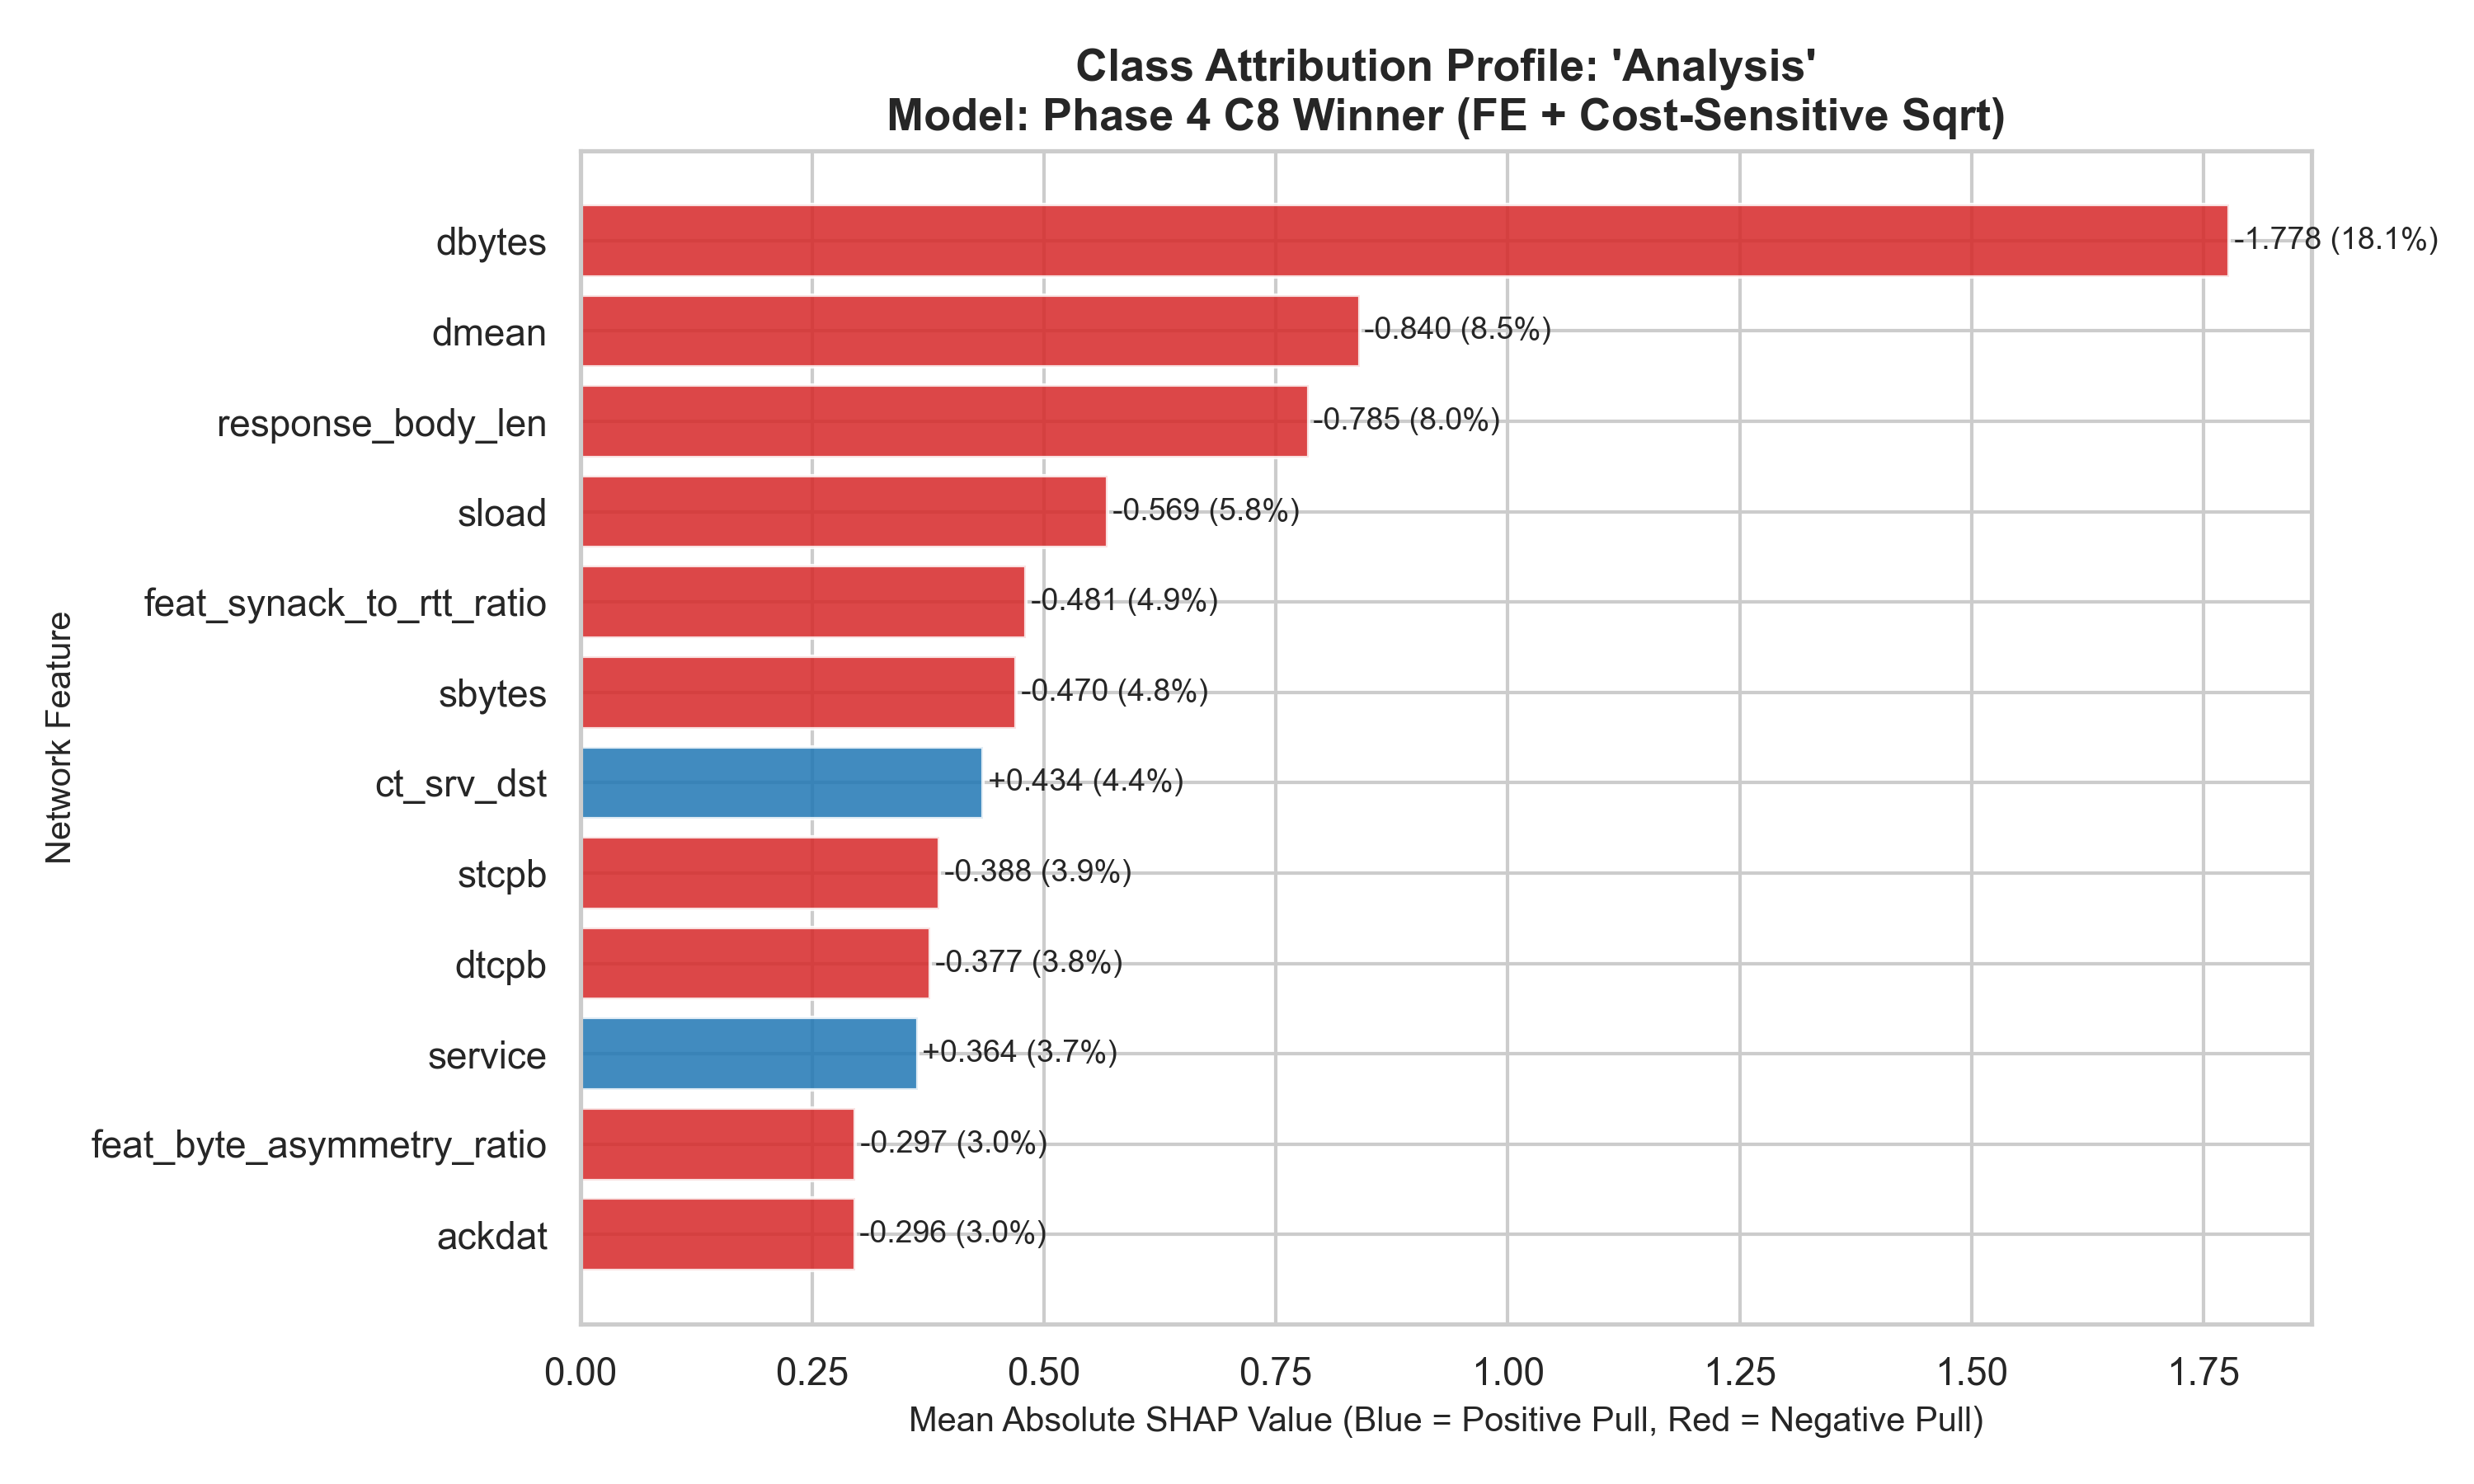 Class Attribution Profile: 'Analysis'
Model: Phase 4 C8 Winner (FE + Cost-Sensitive Sqrt)
Network Feature
dbytes -1.778 (18.1%)
dmean -0.840 (8.5%)
response_body_len -0.785 (8.0%)
sload -0.569 (5.8%)
feat_synack_to_rtt_ratio -0.481 (4.9%)
sbytes -0.470 (4.8%)
ct_srv_dst +0.434 (4.4%)
stcpb -0.388 (3.9%)
dtcpb -0.377 (3.8%)
service +0.364 (3.7%)
feat_byte_asymmetry_ratio -0.297 (3.0%)
ackdat -0.296 (3.0%)
0.00 0.25 0.50 0.75 1.00 1.25 1.50 1.75
Mean Absolute SHAP Value (Blue = Positive Pull, Red = Negative Pull)